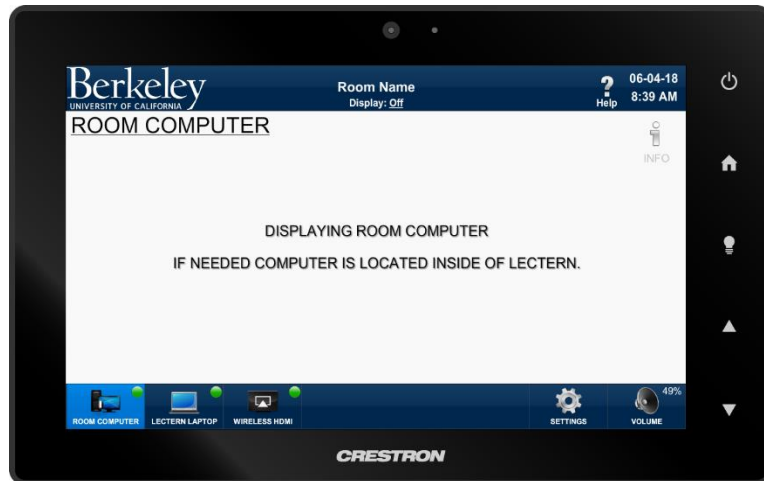 Berkeley
UNIVERSITY OF CALIFORNIA
Room Name
Display: Off
?
Help
06-04-18
8:39 AM
ROOM COMPUTER
INFO
DISPLAYING ROOM COMPUTER
IF NEEDED COMPUTER IS LOCATED INSIDE OF LECTERN.
49%
ROOM COMPUTER
LECTERN LAPTOP
WIRELESS HDMI
SETTINGS
VOLUME
CRESTRON